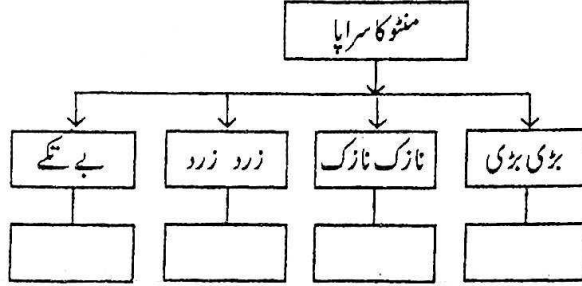 منٹو کا سراپا
بڑی بڑی
نازک نازک
زرد زرد
بے تکے